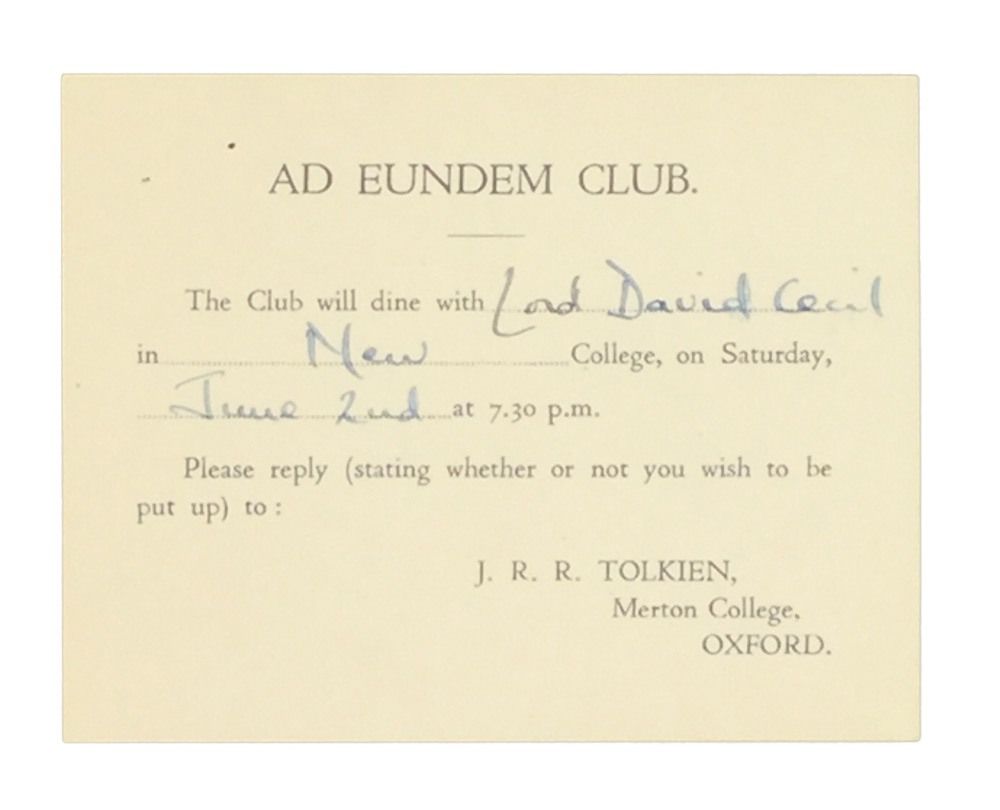 AD EUNDEM CLUB.
The Club will dine with Lord David Cecil
in New College, on Saturday,
June 2nd at 7.30 p.m.
Please reply (stating whether or not you wish to be
put up) to :
J. R. R. TOLKIEN,
Merton College,
OXFORD.